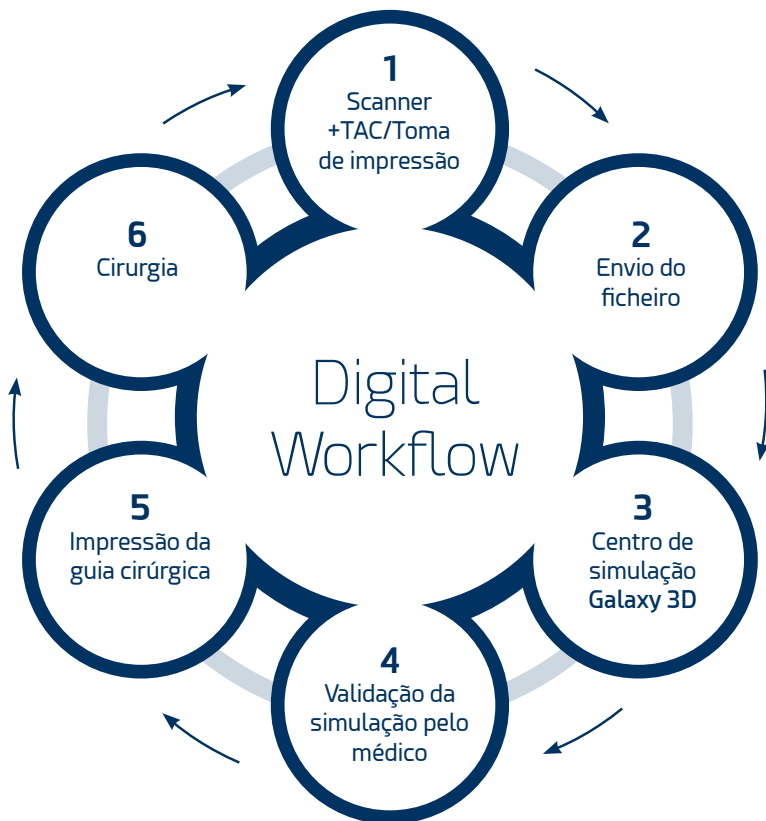 1
Scanner
+TAC/Toma
de impressão
2
Envio do
ficheiro
3
Centro de
simulação
Galaxy 3D
4
Validação da
simulação pelo
médico
5
Impressão da
guia cirúrgica
6
Cirurgia
Digital
Workflow